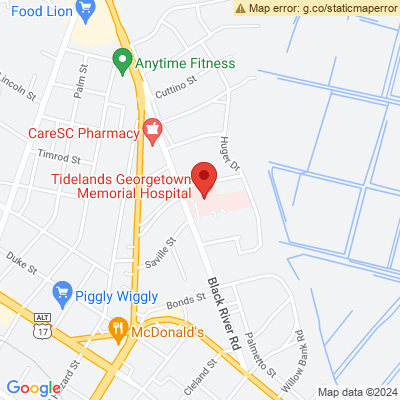 Map error: g.co/staticmaperror
Food Lion
Lincoln St
Palm St
Anytime Fitness
Cuttino St
CareSC Pharmacy
Huger Dr
Timrod St
Tidelands Georgetown
Memorial Hospital
Saville St
Duke St
Piggly Wiggly
ALT
17
Bonds St
Black River Rd
McDonald's
Palmetto St
Willow Bank Rd
Cleland St
Hazard St
Google
Map data ©2024